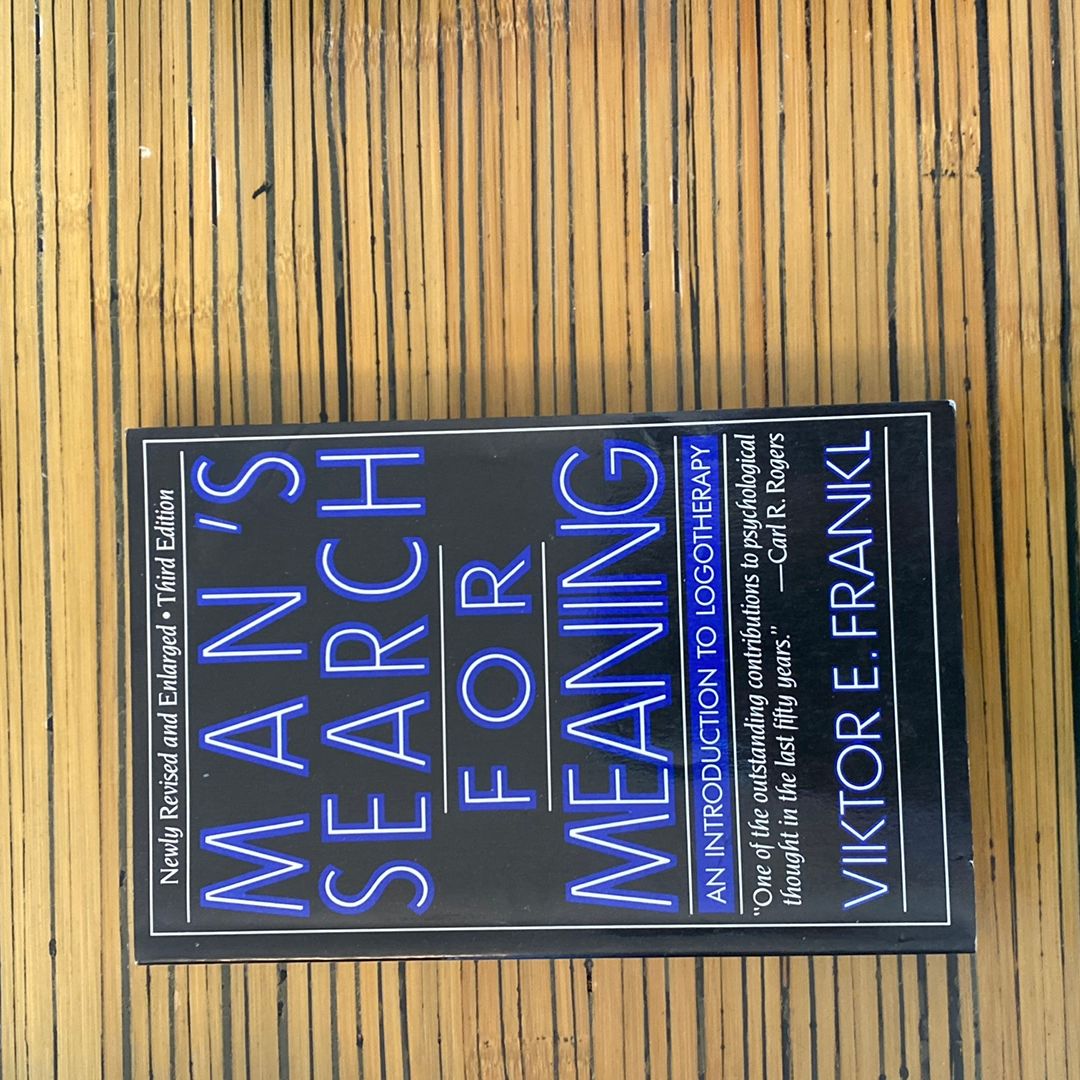 Newly Revised and Enlarged • Third Edition
MAN'S
SEARCH
FOR
MEANING
AN INTRODUCTION TO LOGOTHERAPY
"One of the outstanding contributions to psychological
thought in the last fifty years." —Carl R. Rogers
VIKTOR E. FRANKL